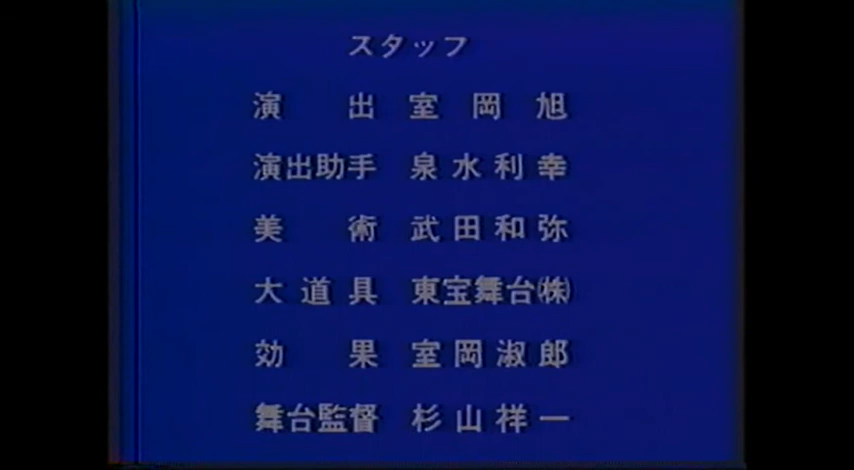 スタッフ
演出 室岡旭
演出助手 泉水利幸
美術 武田和弥
大道具 東宝舞台㈱
効果 室岡淑郎
舞台監督 杉山祥一